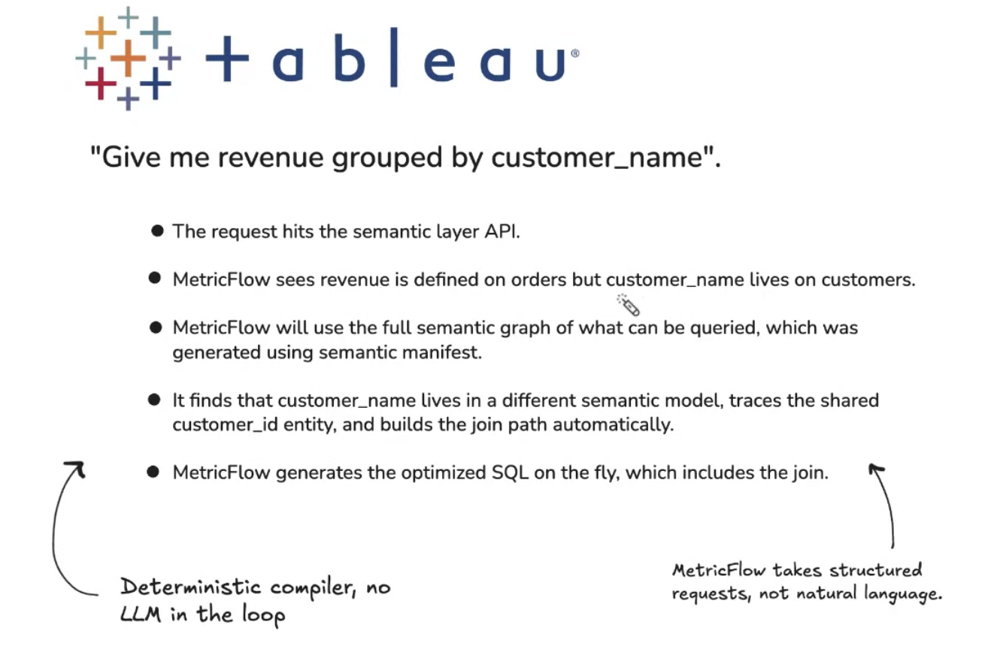 +ableau®
"Give me revenue grouped by customer_name".
● The request hits the semantic layer API.
● MetricFlow sees revenue is defined on orders but customer_name lives on customers.
● MetricFlow will use the full semantic graph of what can be queried, which was
generated using semantic manifest.
● It finds that customer_name lives in a different semantic model, traces the shared
customer_id entity, and builds the join path automatically.
● MetricFlow generates the optimized SQL on the fly, which includes the join.
Deterministic compiler, no
LLM in the loop
MetricFlow takes structured
requests, not natural language.